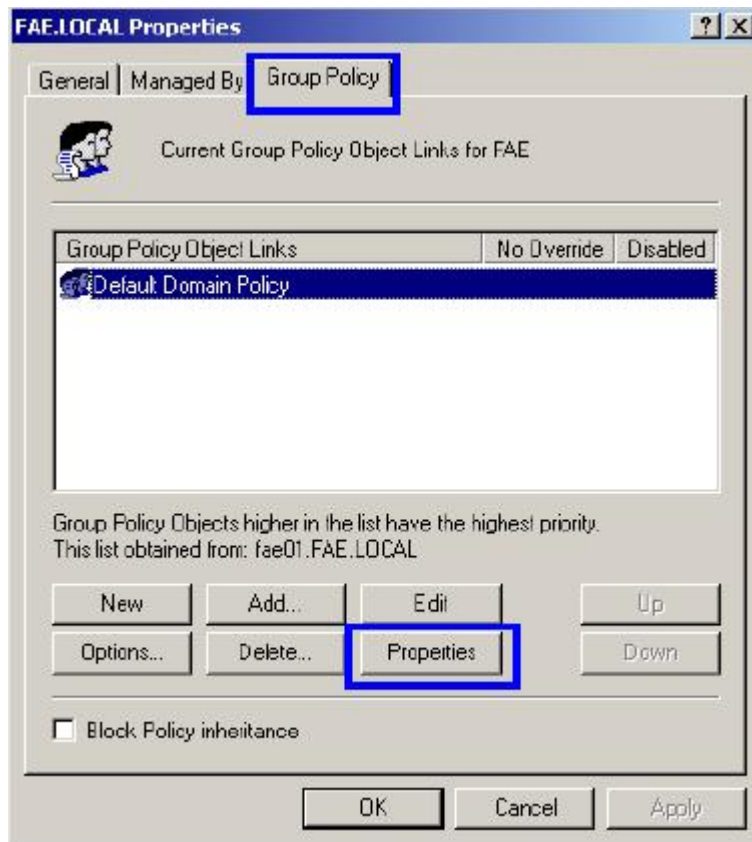 FAE.LOCAL Properties
General Managed By Group Policy
Current Group Policy Object Links for FAE
Group Policy Object Links No Override Disabled
Default Domain Policy
Group Policy Objects higher in the list have the highest priority.
This list obtained from: fae01.FAE.LOCAL
New Add... Edit Up
Options... Delete... Properties Down
Block Policy inheritance
OK Cancel Apply